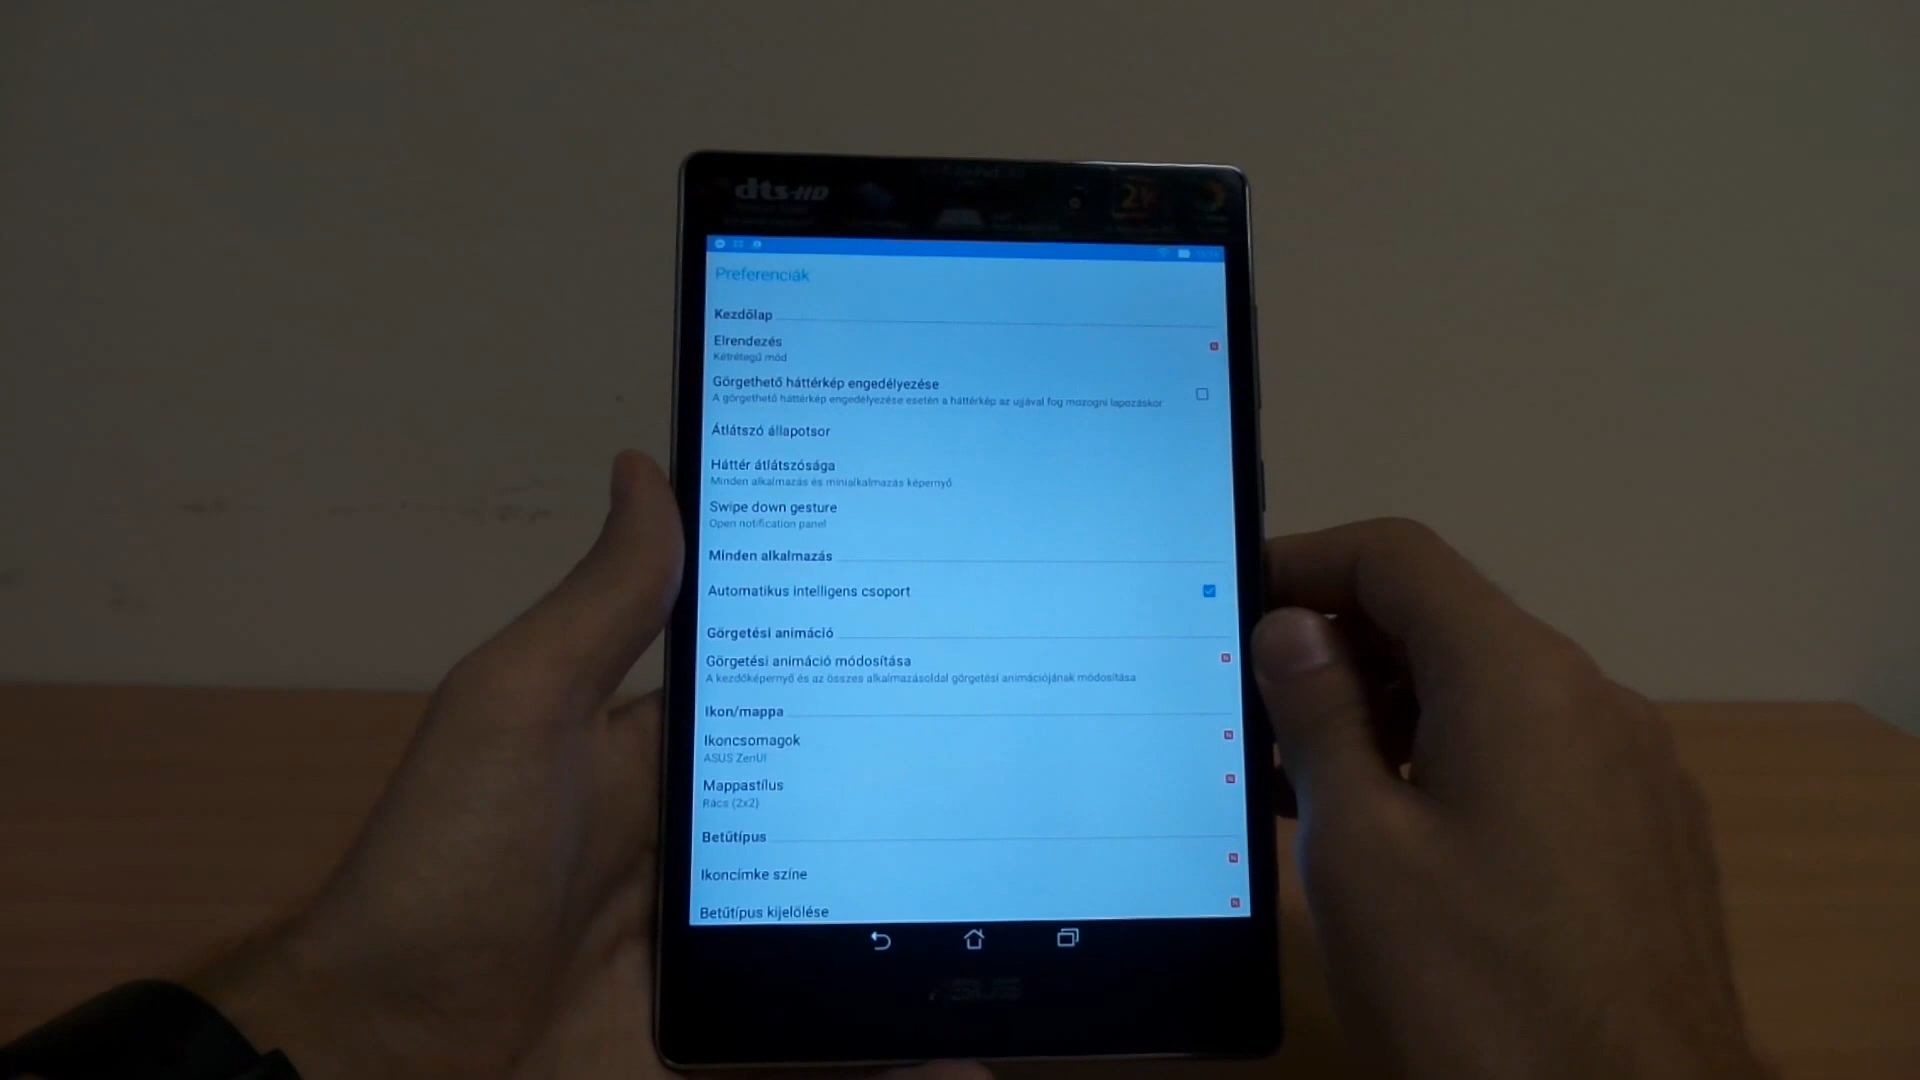 dts-HD
2K
Preferenciák
Kezdőlap
Elrendezés
Kétrétegű mód
Görgethető háttérkép engedélyezése
A görgethető háttérkép engedélyezése esetén a háttérkép az ujjával fog mozogni lapozáskor
Átlátszó állapotsor
Háttér átlátszósága
Minden alkalmazás és minialkalmazás képernyő
Swipe down gesture
Open notification panel
Minden alkalmazás
Automatikus intelligens csoport
Görgetési animáció
Görgetési animáció módosítása
A kezdőképernyő és az összes alkalmazásoldal görgetési animációjának módosítása
Ikon/mappa
Ikoncsomagok
ASUS ZenUI
Mappastílus
Rács (2x2)
Betűtípus
Ikoncímke színe
Betűtípus kijelölése
ASUS